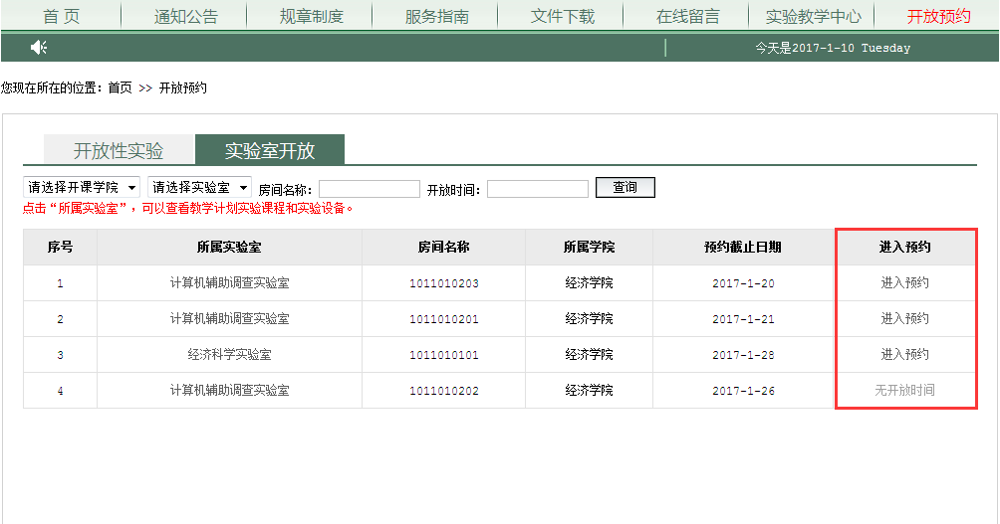 首 页 通知公告 规章制度 服务指南 文件下载 在线留言 实验教学中心 开放预约
今天是2017-1-10 Tuesday
您现在所在的位置：首页 >> 开放预约
开放性实验 实验室开放
请选择开课学院 请选择实验室 房间名称： 开放时间： 查询
点击“所属实验室”，可以查看教学计划实验课程和实验设备。
序号 所属实验室 房间名称 所属学院 预约截止日期 进入预约
1 计算机辅助调查实验室 1011010203 经济学院 2017-1-20 进入预约
2 计算机辅助调查实验室 1011010201 经济学院 2017-1-21 进入预约
3 经济科学实验室 1011010101 经济学院 2017-1-28 进入预约
4 计算机辅助调查实验室 1011010202 经济学院 2017-1-26 无开放时间